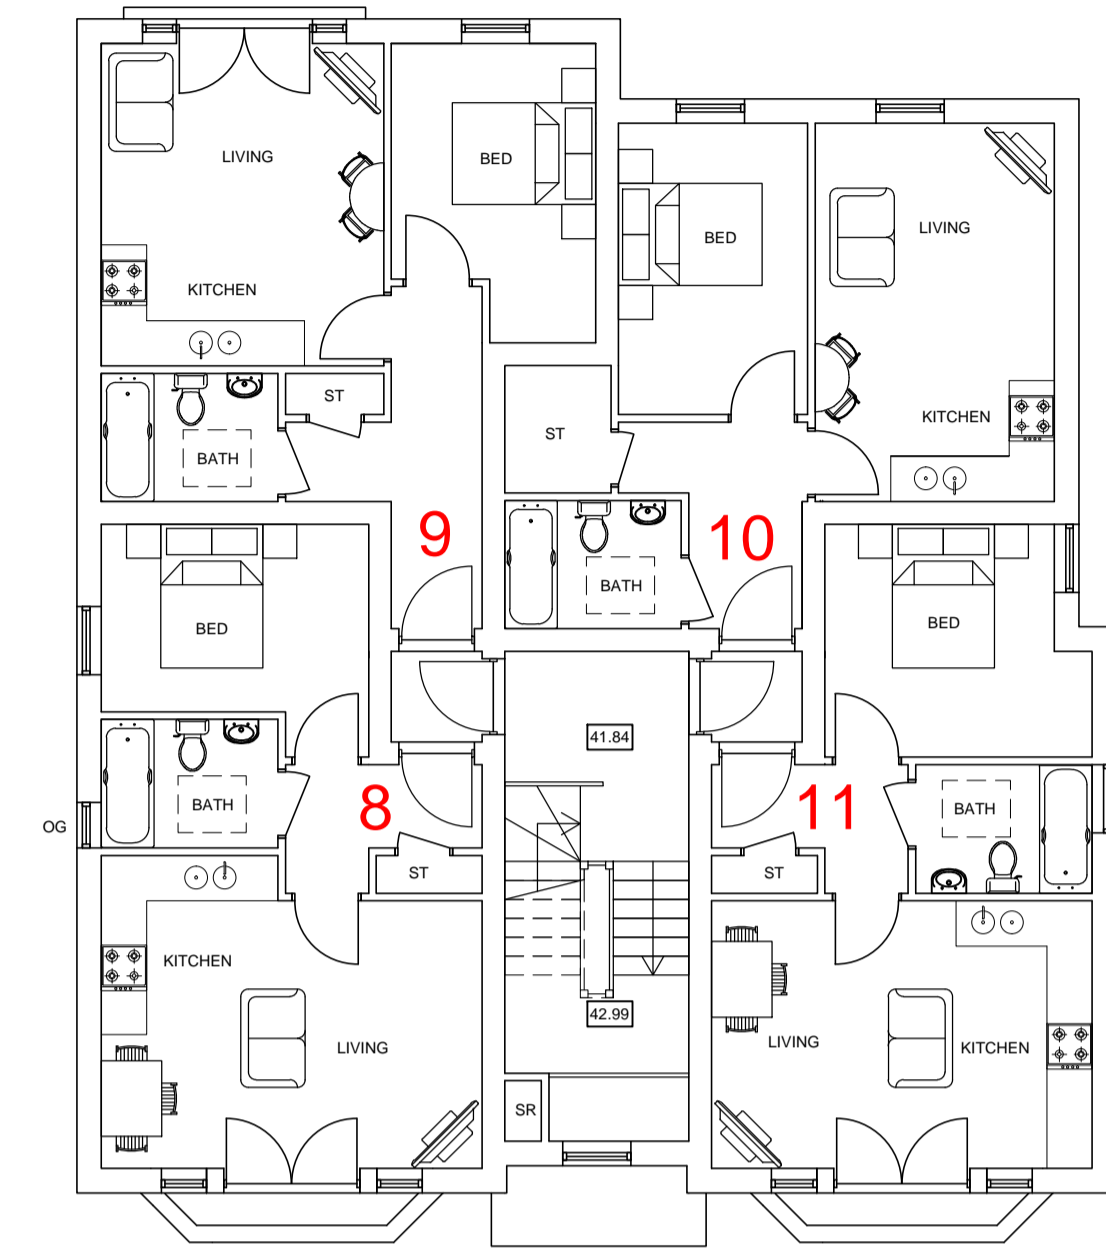 LIVING
BED
KITCHEN
ST
BATH
9
BED
LIVING
KITCHEN
ST
10
BATH
BED
BED
41.84
8
BATH
OG
ST
11
BATH
ST
KITCHEN
LIVING
42.99
LIVING
KITCHEN
SR